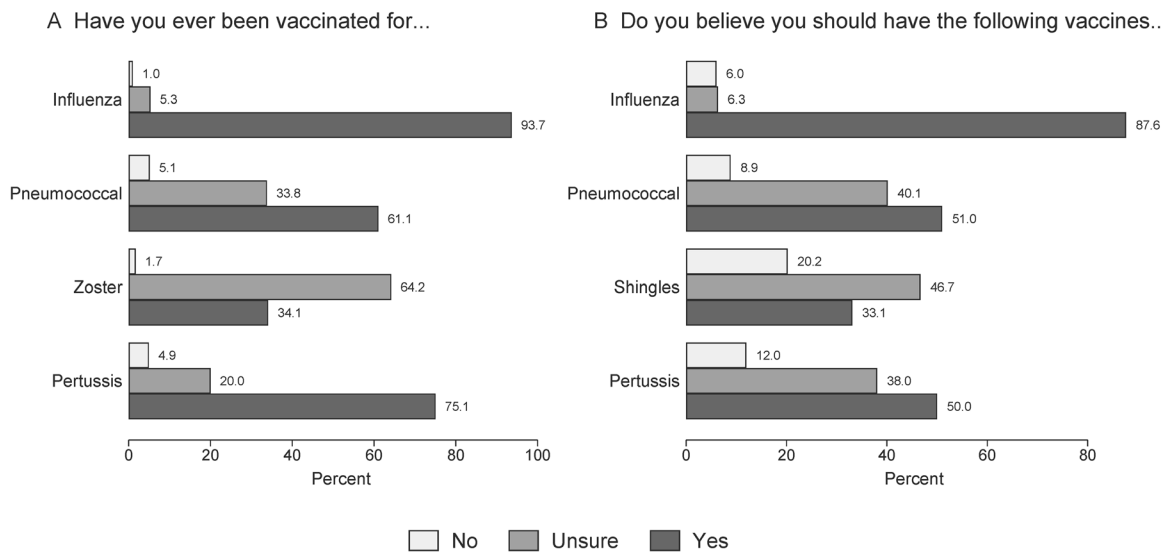 A Have you ever been vaccinated for...
Influenza
1.0
5.3
93.7
Pneumococcal
5.1
33.8
61.1
Zoster
1.7
64.2
34.1
Pertussis
4.9
20.0
75.1
0 20 40 60 80 100
Percent
B Do you believe you should have the following vaccines..
Influenza
6.0
6.3
87.6
Pneumococcal
8.9
40.1
51.0
Shingles
20.2
46.7
33.1
Pertussis
12.0
38.0
50.0
0 20 40 60 80
Percent
No Unsure Yes